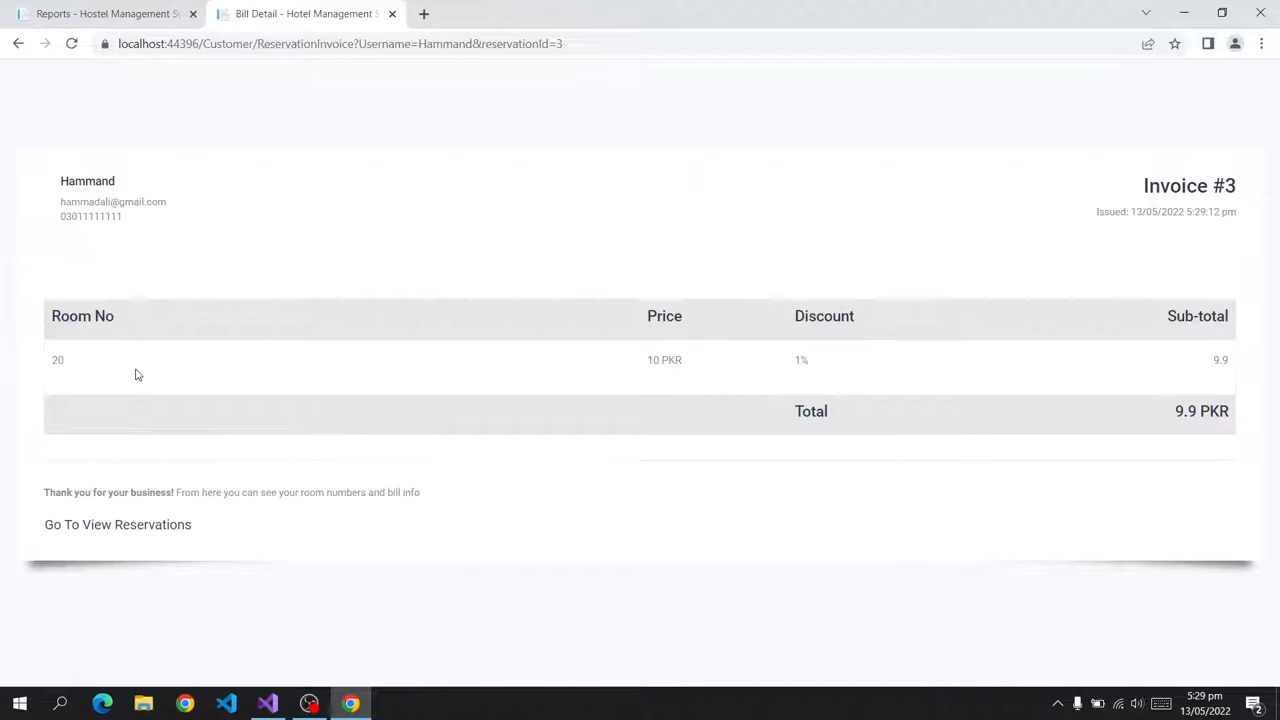 Reports - Hostel Management S
Bill Detail - Hotel Management S
localhost:44396/Customer/ReservationInvoice?Username=Hammand&reservationId=3
Hammand
hammadali@gmail.com
03011111111
Invoice #3
Issued: 13/05/2022 5:29:12 pm
Room No Price Discount Sub-total
20 10 PKR 1% 9.9
Total 9.9 PKR
Thank you for your business! From here you can see your room numbers and bill info
Go To View Reservations
5:29 pm
13/05/2022
2